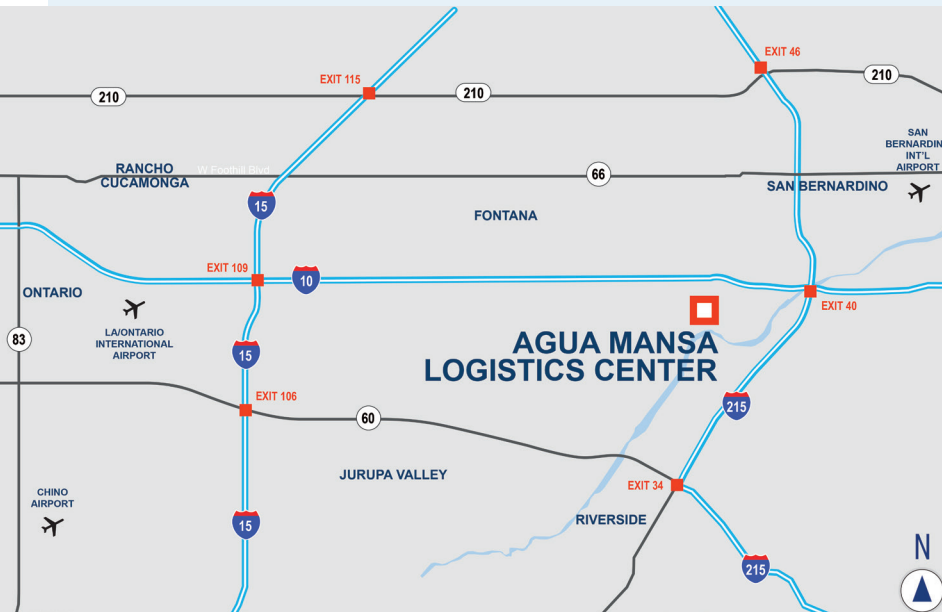 EXIT 46
EXIT 115
210
210
210
SAN
BERNARDIN
INT'L
AIRPORT
RANCHO
CUCAMONGA
W Foothill Blvd
66
SAN BERNARDINO
15
FONTANA
EXIT 109
10
ONTARIO
EXIT 40
LA/ONTARIO
INTERNATIONAL
AIRPORT
83
15
AGUA MANSA
LOGISTICS CENTER
EXIT 106
215
60
JURUPA VALLEY
CHINO
AIRPORT
EXIT 34
15
RIVERSIDE
N
215